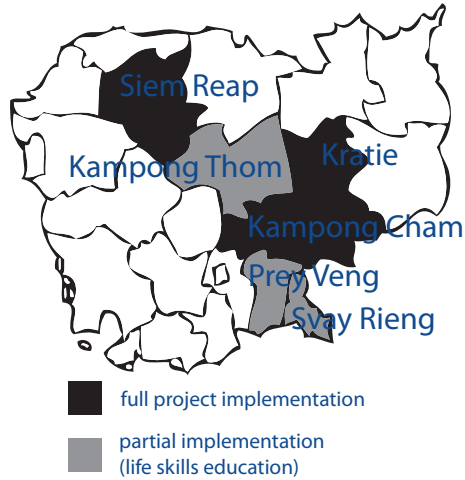 Siem Reap
Kampong Thom
Kratie
Kampong Cham
Prey Veng
Svay Rieng
full project implementation
partial implementation
(life skills education)